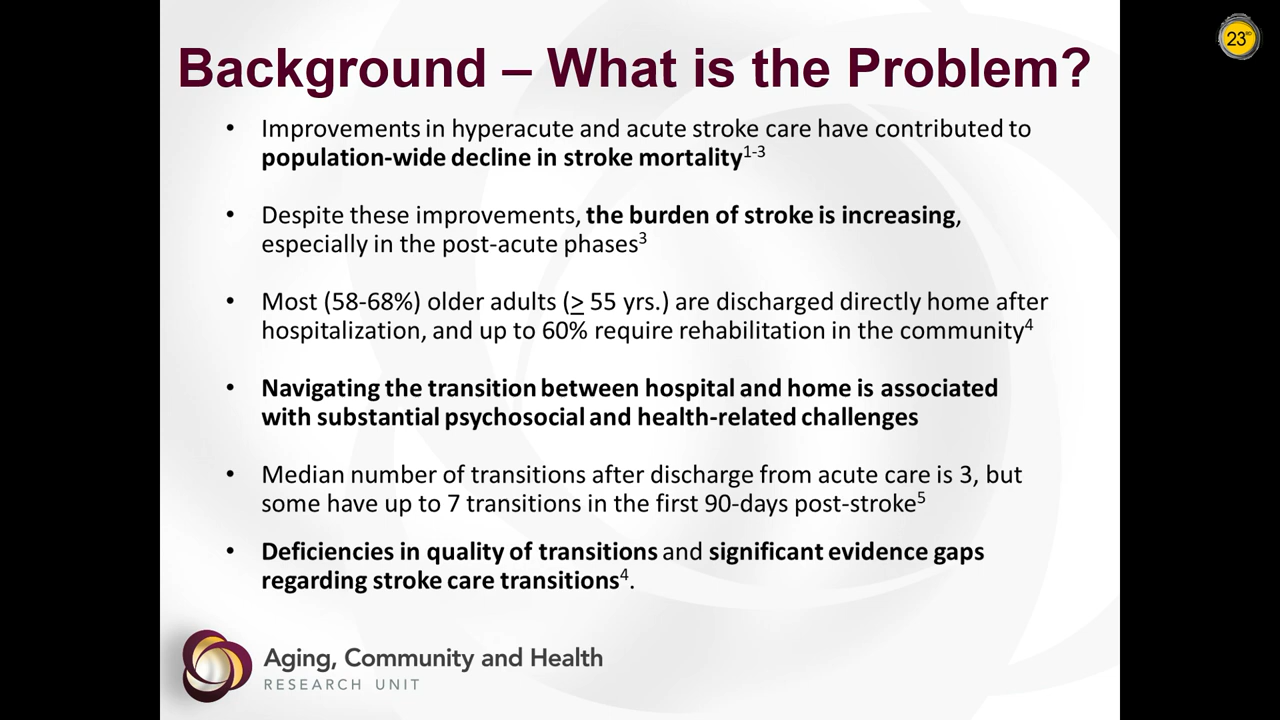 Background – What is the Problem?
23RD
• Improvements in hyperacute and acute stroke care have contributed to
population-wide decline in stroke mortality1-3
• Despite these improvements, the burden of stroke is increasing,
especially in the post-acute phases3
• Most (58-68%) older adults (≥ 55 yrs.) are discharged directly home after
hospitalization, and up to 60% require rehabilitation in the community4
• Navigating the transition between hospital and home is associated
with substantial psychosocial and health-related challenges
• Median number of transitions after discharge from acute care is 3, but
some have up to 7 transitions in the first 90-days post-stroke5
• Deficiencies in quality of transitions and significant evidence gaps
regarding stroke care transitions4.
Aging, Community and Health
RESEARCH UNIT